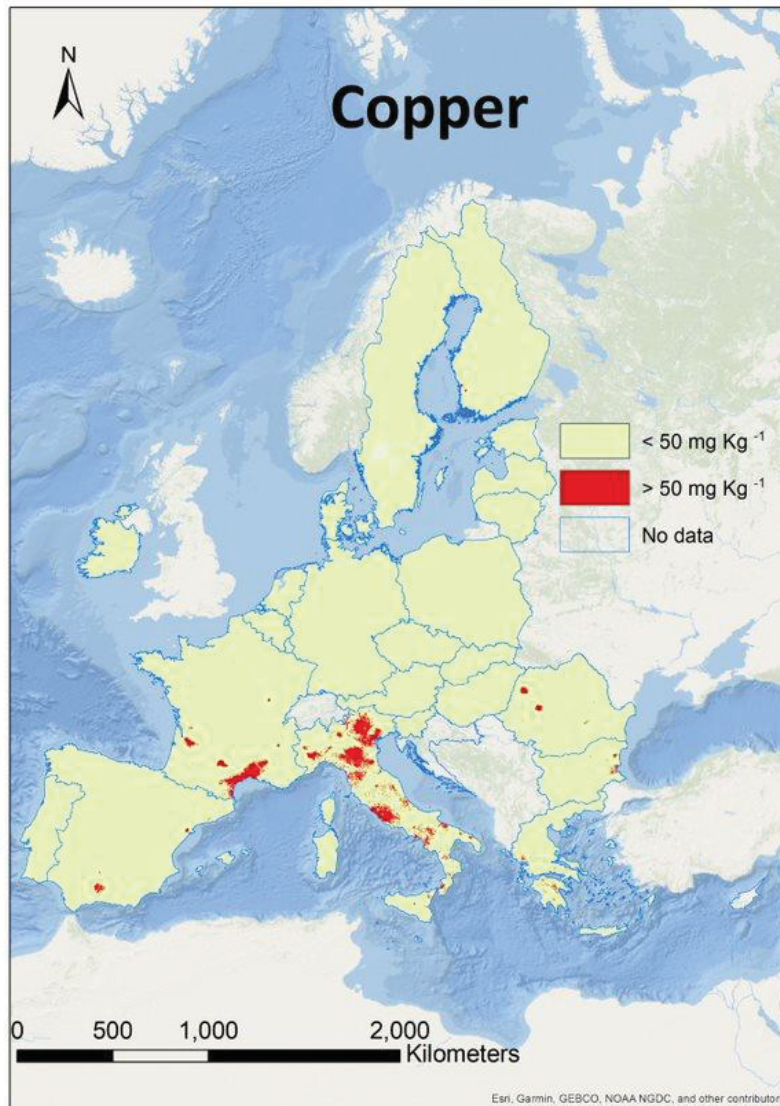 N
Copper
< 50 mg Kg -1
> 50 mg Kg -1
No data
0 500 1,000 2,000
Kilometers
Esri, Garmin, GEBCO, NOAA NGDC, and other contributor